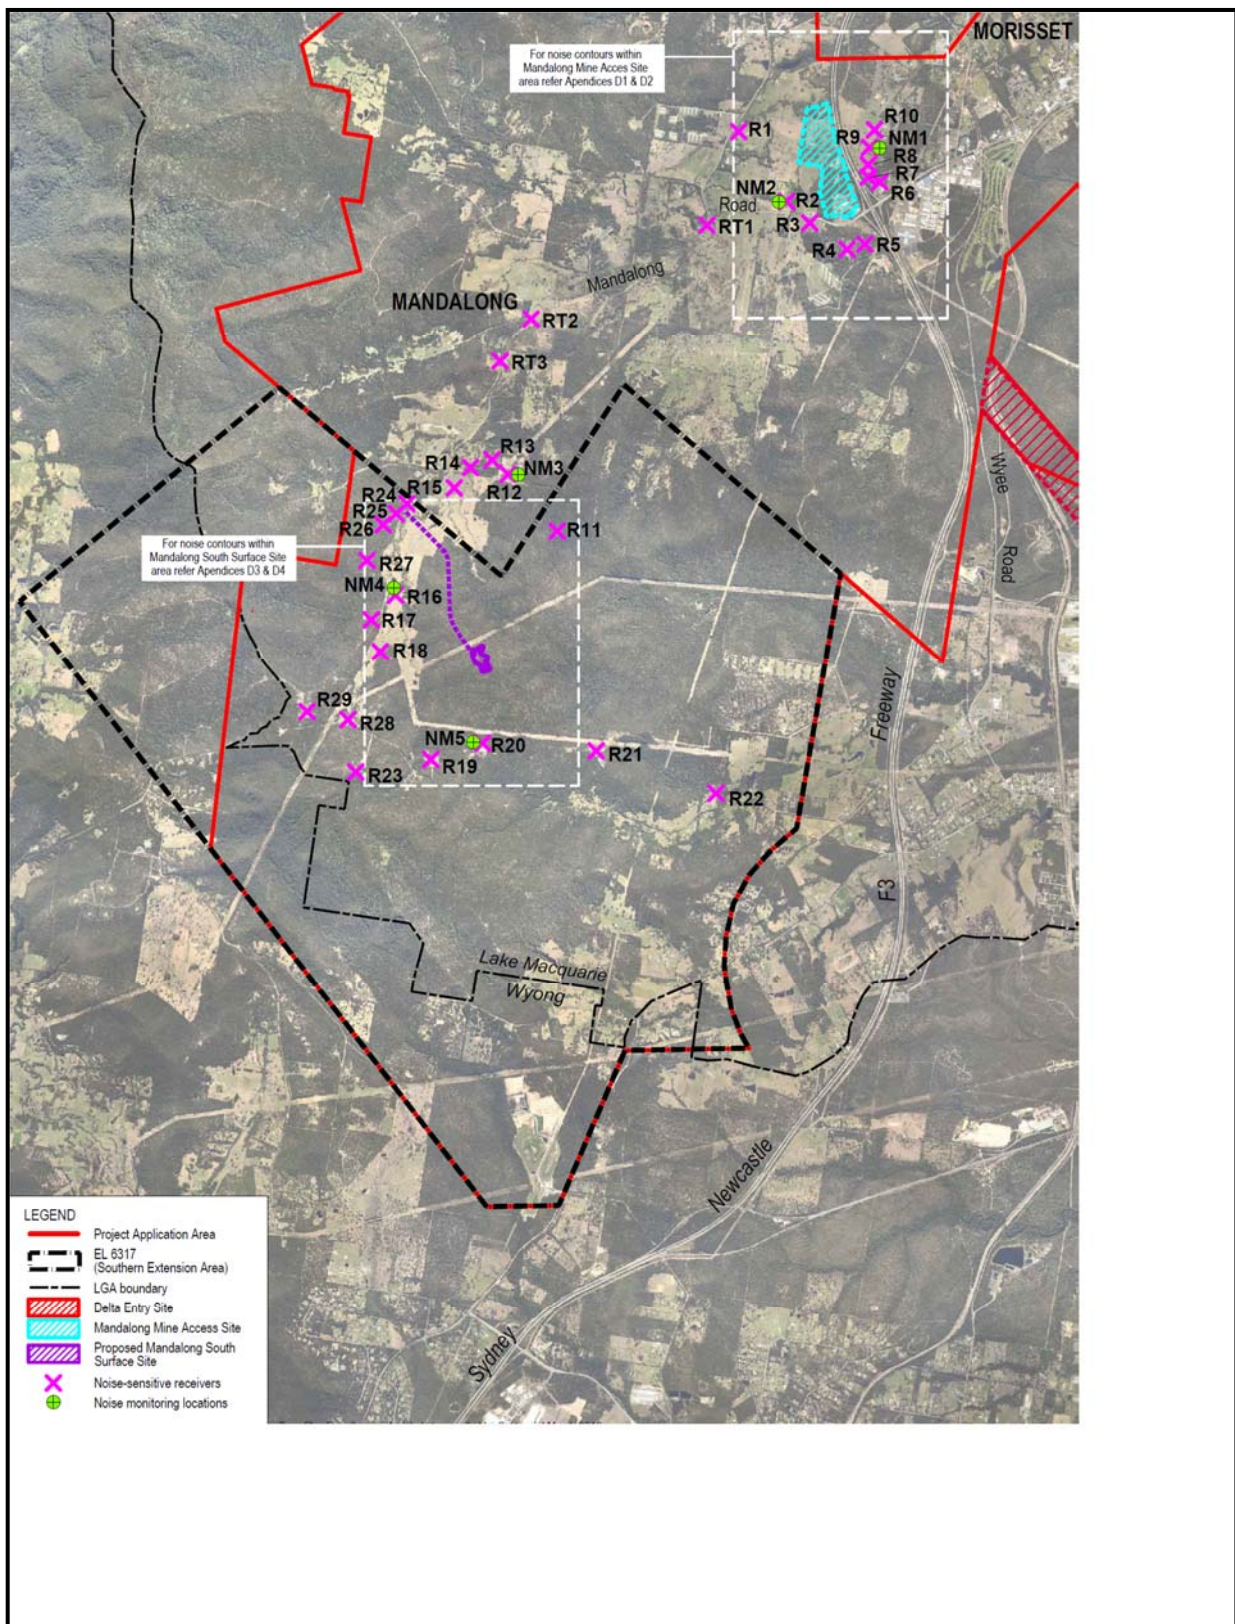 MORISSET
For noise contours within
Mandalong Mine Acces Site
area refer Apendices D1 & D2
R10
R1
R9
NM1
R8
R7
R6
NM2
R2
Road
R3
RT1
R5
R4
Mandalong
MANDALONG
RT2
RT3
R13
R14
NM3
R12
R15
R24
R25
R26
R11
For noise contours within
Mandalong South Surface Site
area refer Apendices D3 & D4
Wyee
Road
R27
NM4
R16
R17
R18
R29
R28
NM5
R20
R21
R19
R23
R22
Freeway
F3
Lake Macquarie
Wyong
Newcastle
Sydney
LEGEND
Project Application Area
EL 6317
(Southern Extension Area)
LGA boundary
Delta Entry Site
Mandalong Mine Access Site
Proposed Mandalong South
Surface Site
Noise-sensitive receivers
Noise monitoring locations